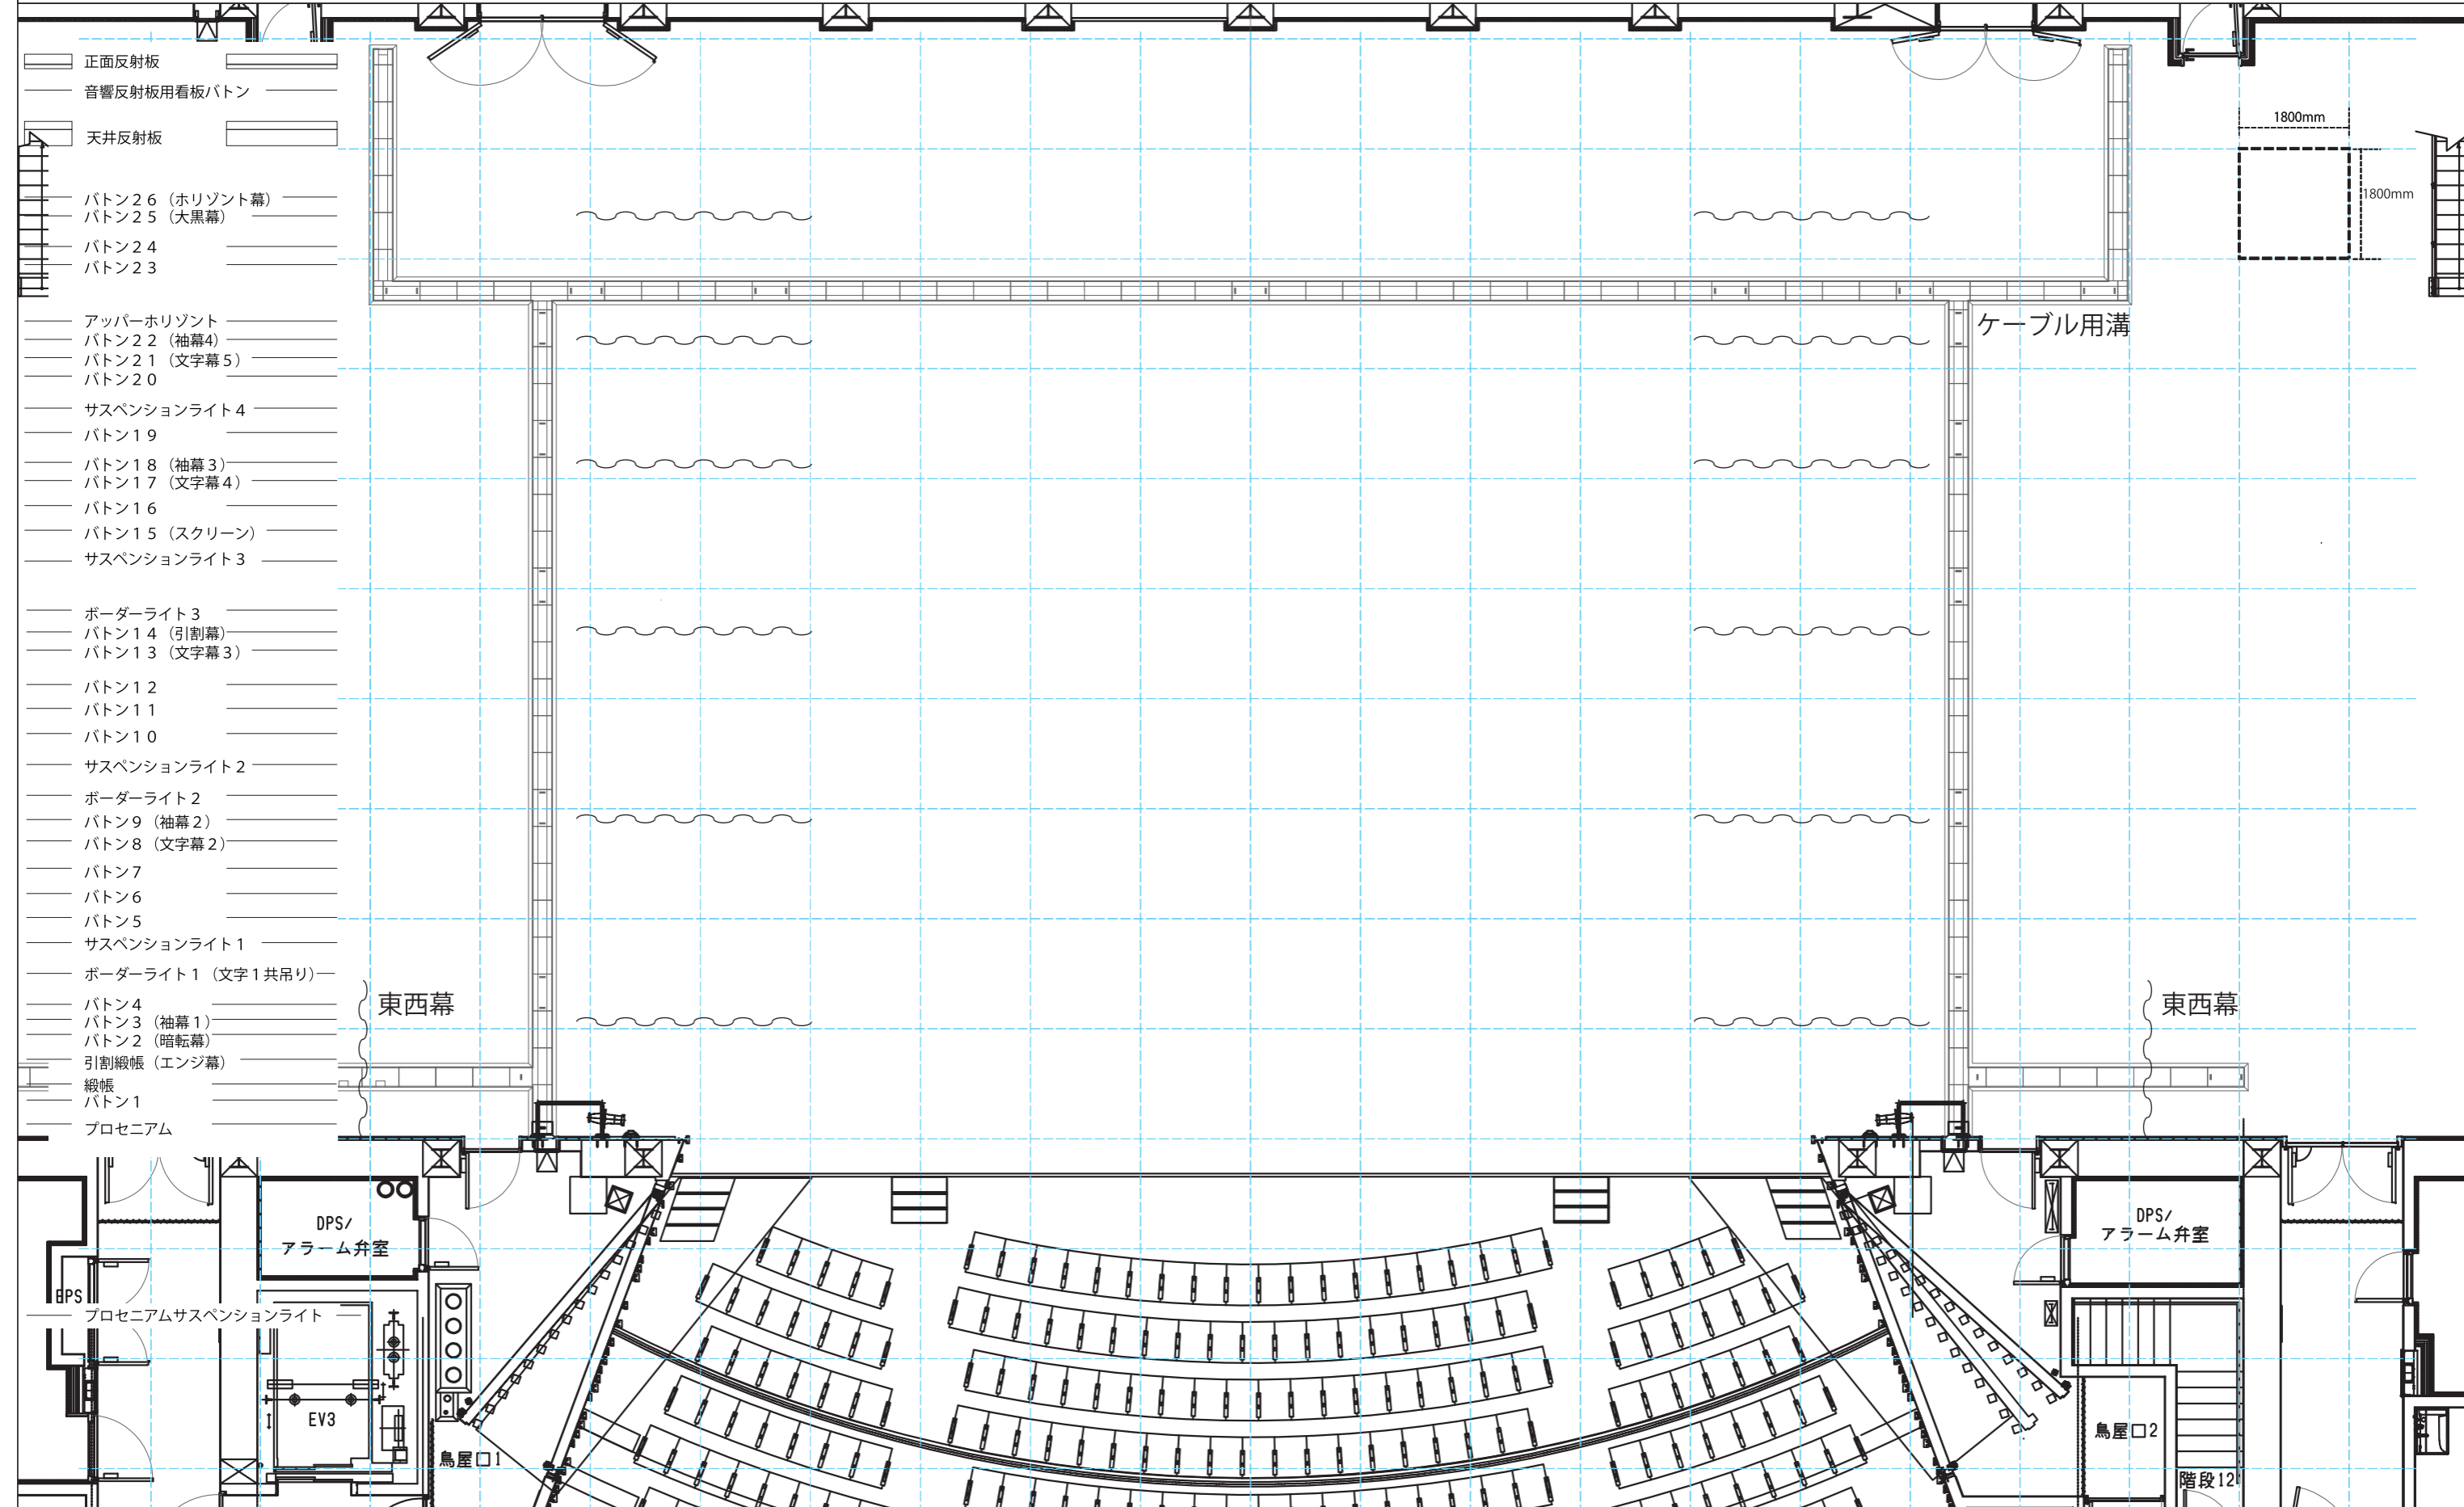 正面反射板
音響反射板用看板バトン
天井反射板
1800mm
1800mm
バトン２６（ホリゾント幕）
バトン２５（大黒幕）
バトン２４
バトン２３
アッパーホリゾント
ケーブル用溝
バトン２２（袖幕4）
バトン２１（文字幕５）
バトン２０
サスペンションライト４
バトン１９
バトン１８（袖幕３）
バトン１７（文字幕４）
バトン１６
バトン１５（スクリーン）
サスペンションライト３
ボーダーライト３
バトン１４（引割幕）
バトン１３（文字幕３）
バトン１２
バトン１１
バトン１０
サスペンションライト２
ボーダーライト２
バトン９（袖幕２）
バトン８（文字幕２）
バトン７
バトン６
バトン５
サスペンションライト１
ボーダーライト１（文字１共吊り）
バトン４
東西幕
東西幕
バトン３（袖幕１）
バトン２（暗転幕）
引割緞帳（エンジ幕）
緞帳
バトン１
プロセニアム
DPS/
アラーム弁室
DPS/
アラーム弁室
EPS
プロセニアムサスペンションライト
EV3
鳥屋口1
鳥屋口2
階段12